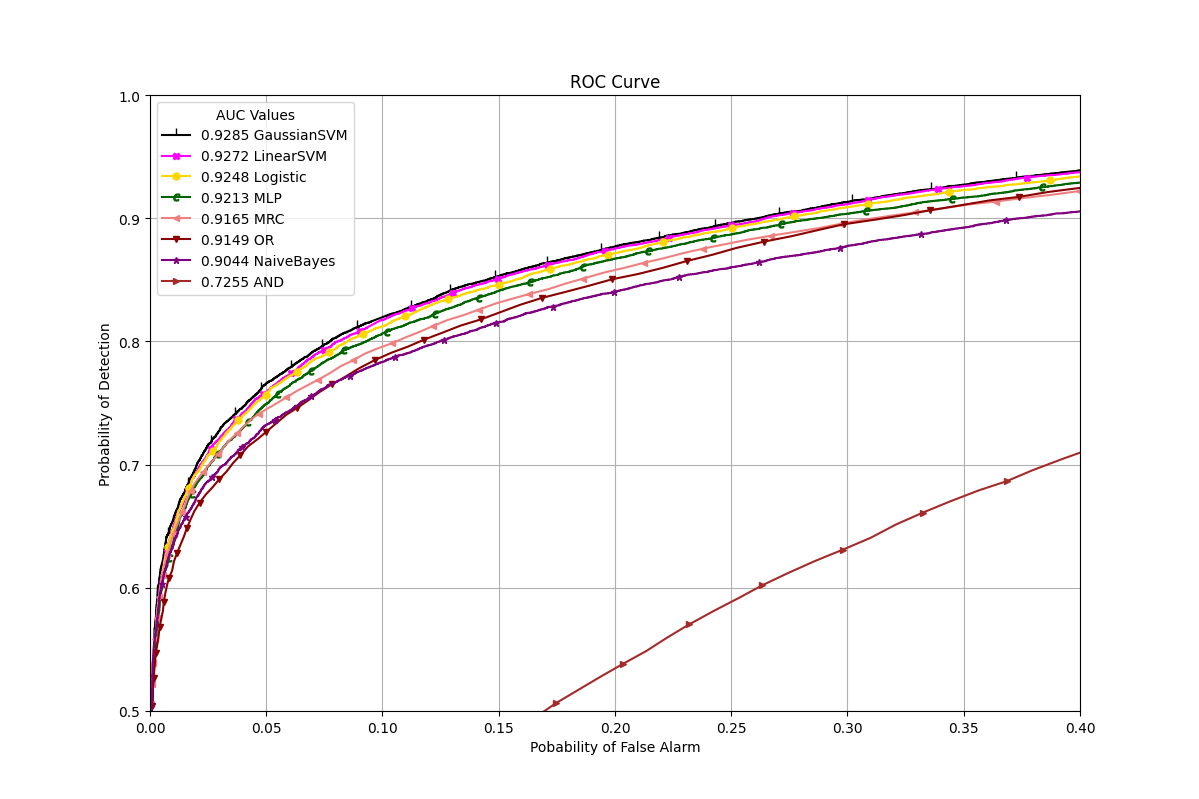 ROC Curve
AUC Values
0.9285 GaussianSVM
0.9272 LinearSVM
0.9248 Logistic
0.9213 MLP
0.9165 MRC
0.9149 OR
0.9044 NaiveBayes
0.7255 AND
Probability of Detection
1.0
0.9
0.8
0.7
0.6
0.5
0.00 0.05 0.10 0.15 0.20 0.25 0.30 0.35 0.40
Pobability of False Alarm